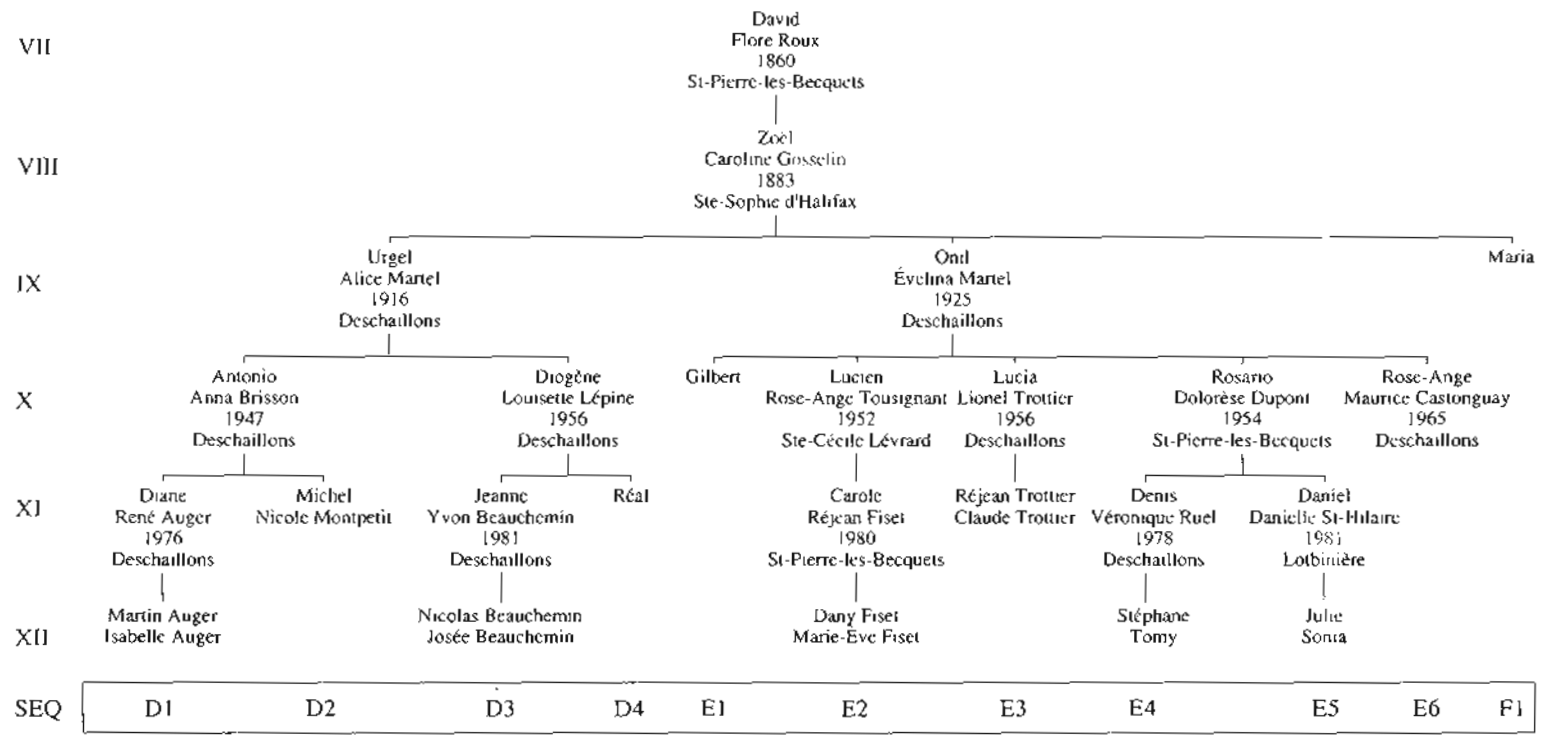 VII
David
Flore Roux
1860
St-Pierre-les-Becquets
VIII
Zoël
Caroline Gosselin
1883
Ste-Sophie d'Halifax
IX
Urgel
Alice Martel
1916
Deschaillons
Onil
Évelina Martel
1925
Deschaillons
Maria
X
Antonio
Anna Brisson
1947
Deschaillons
Diogène
Louisette Lépine
1956
Deschaillons
Gilbert
Lucien
Rose-Ange Tousignant
1952
Ste-Cécile Lévrard
Lucia
Lionel Trottier
1956
Deschaillons
Rosario
Dolorèse Dupont
1954
St-Pierre-les-Becquets
Rose-Ange
Maurice Castonguay
1965
Deschaillons
XI
Diane
René Auger
1976
Deschaillons
Michel
Nicole Montpetit
Jeanne
Yvon Beauchemin
1981
Deschaillons
Réal
Carole
Réjean Fiset
1980
St-Pierre-les-Becquets
Réjean Trottier
Claude Trottier
Denis
Véronique Ruel
1978
Deschaillons
Daniel
Danielle St-Hilaire
1981
Lotbinière
XII
Martin Auger
Isabelle Auger
Nicolas Beauchemin
Josée Beauchemin
Dany Fiset
Marie-Ève Fiset
Stéphane
Tomy
Julie
Sonia
SEQ D1 D2 D3 D4 E1 E2 E3 E4 E5 E6 F1